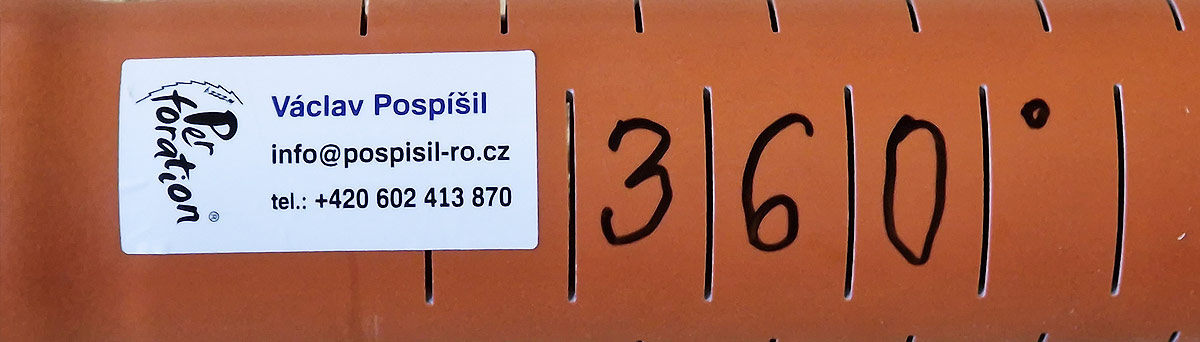 Per
foration ®
Václav Pospíšil
info@pospisil-ro.cz
tel.: +420 602 413 870
360°